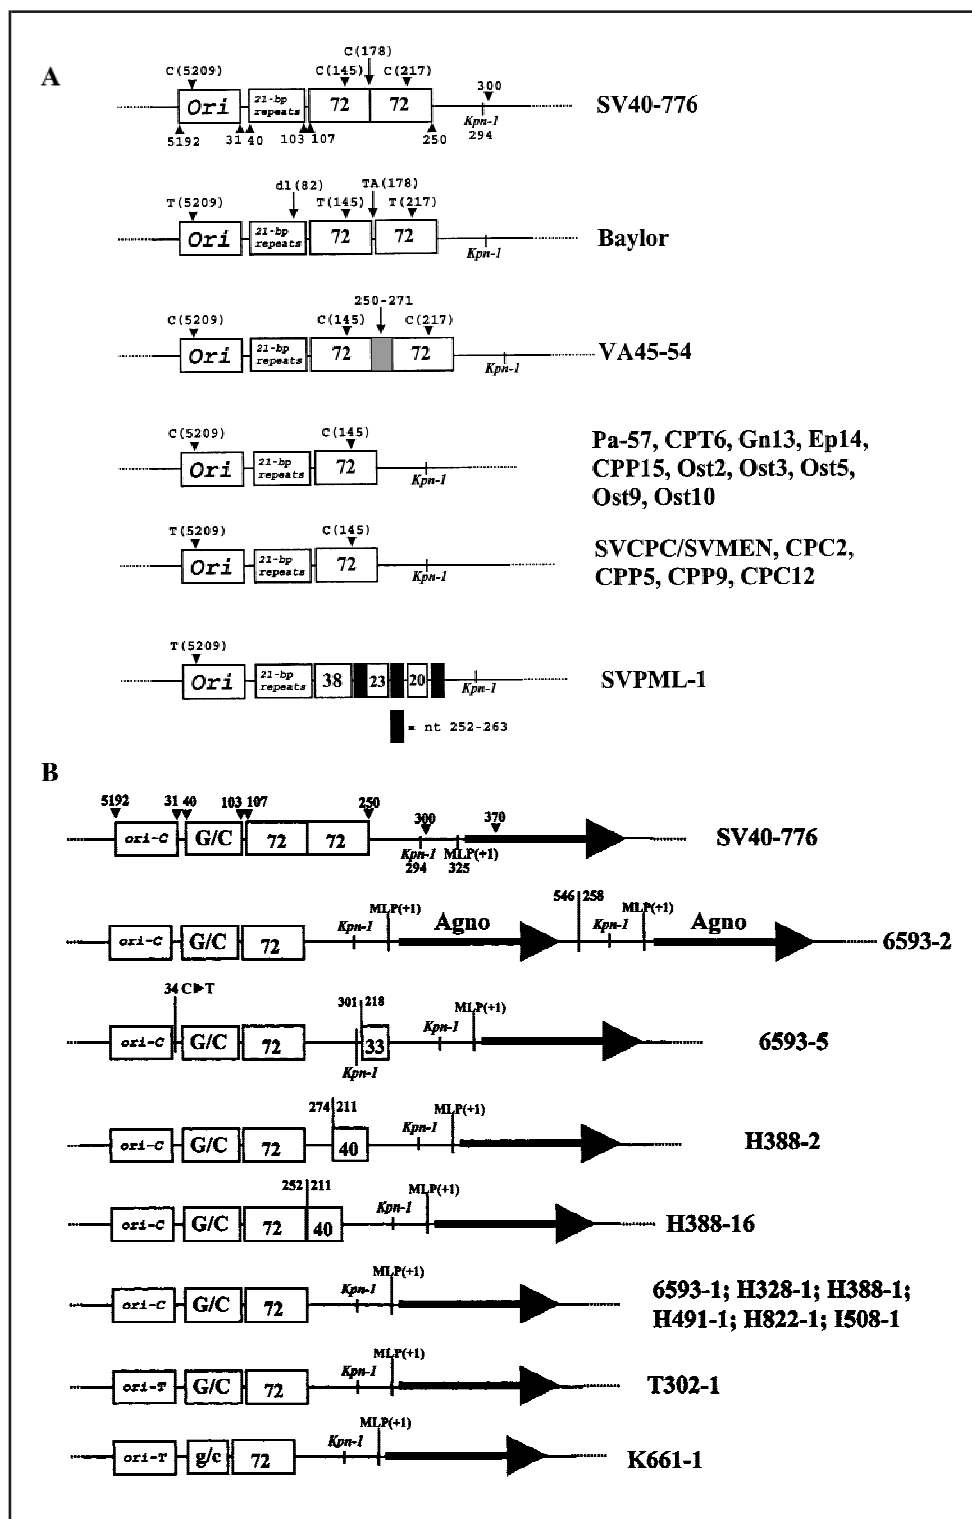 A
C(178)
C(5209) C(145) C(217) 300
Ori 21-bp repeats 72 72 Kpn-1 SV40-776
5192 31 40 103 107 250 294
dl(82) TA(178)
T(5209) T(145) T(217)
Ori 21-bp repeats 72 72 Kpn-1 Baylor
250-271
C(5209) C(145) C(217)
Ori 21-bp repeats 72 72 Kpn-1 VA45-54
C(5209) C(145)
Ori 21-bp repeats 72 Kpn-1
Pa-57, CPT6, Gn13, Ep14,
CPP15, Ost2, Ost3, Ost5,
Ost9, Ost10
T(5209) C(145)
Ori 21-bp repeats 72 Kpn-1
SVCPC/SVMEN, CPC2,
CPP5, CPP9, CPC12
T(5209)
Ori 21-bp repeats 38 23 20 Kpn-1 SVPML-1
= nt 252-263
B
5192 31 40 103 107 250 300 370
ori-C G/C 72 72 Kpn-1 MLP(+1) SV40-776
294 325
546 258
Kpn-1 MLP(+1) Agno Kpn-1 MLP(+1) Agno
ori-C G/C 72 6593-2
34 C►T 301 218 Kpn-1 MLP(+1)
ori-C G/C 72 33 6593-5
Kpn-1
274 211 Kpn-1 MLP(+1)
ori-C G/C 72 40 H388-2
252 211 Kpn-1 MLP(+1)
ori-C G/C 72 40 H388-16
Kpn-1 MLP(+1)
ori-C G/C 72
6593-1; H328-1; H388-1;
H491-1; H822-1; I508-1
Kpn-1 MLP(+1)
ori-T G/C 72 T302-1
Kpn-1 MLP(+1)
ori-T g/c 72 K661-1